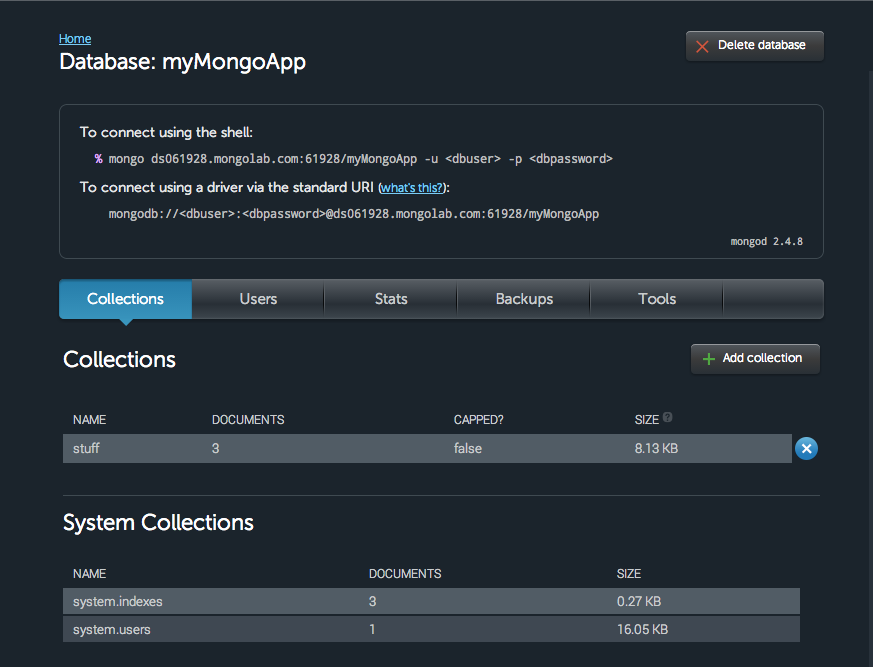 Home
Database: myMongoApp
Delete database
To connect using the shell:
% mongo ds061928.mongolab.com:61928/myMongoApp -u <dbuser> -p <dbpassword>
To connect using a driver via the standard URI (what's this?):
mongodb://<dbuser>:<dbpassword>@ds061928.mongolab.com:61928/myMongoApp
mongod 2.4.8
Collections Users Stats Backups Tools
Collections
Add collection
NAME DOCUMENTS CAPPED? SIZE ?
stuff 3 false 8.13 KB
System Collections
NAME DOCUMENTS SIZE
system.indexes 3 0.27 KB
system.users 1 16.05 KB